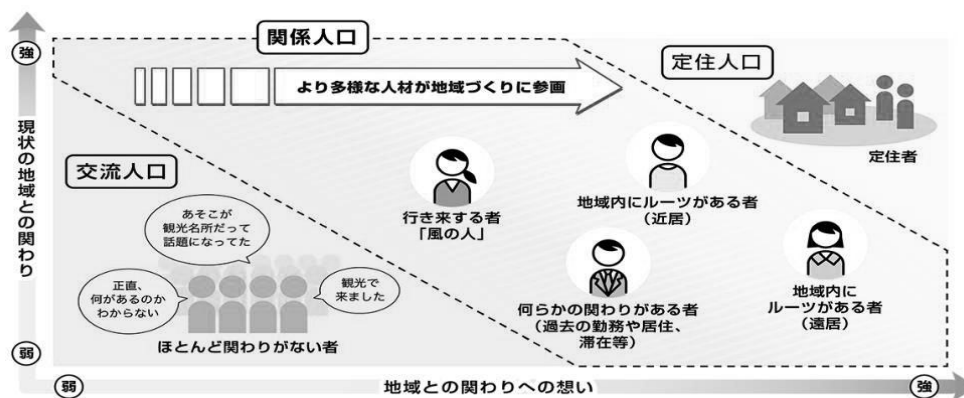 関係人口
強
より多様な人材が地域づくりに参画
定住人口
定住者
現状の地域との関わり
交流人口
あそこが
観光名所だって
話題になってた
正直、
何があるのか
わからない
観光で
来ました
ほとんど関わりがない者
行き来する者
「風の人」
地域内にルーツがある者
（近居）
何らかの関わりがある者
（過去の勤務や居住、
滞在等）
地域内に
ルーツがある者
（遠居）
弱
弱
地域との関わりへの想い
強